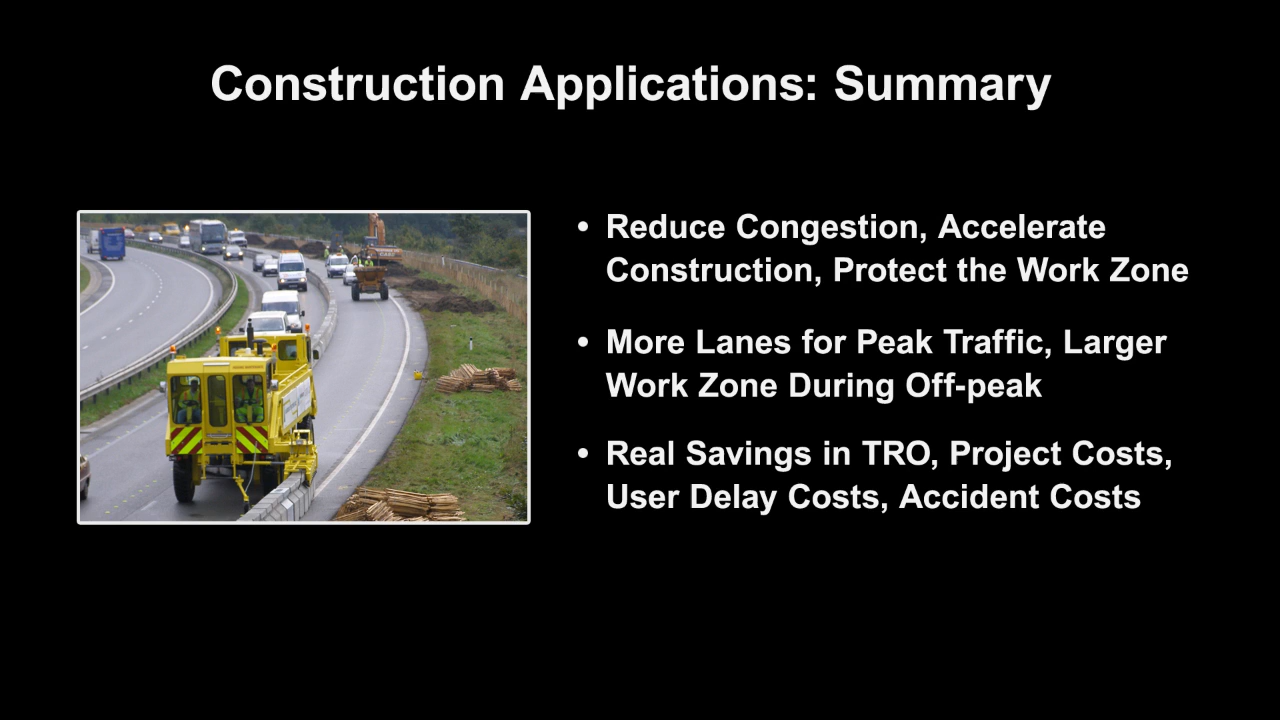 Construction Applications: Summary
• Reduce Congestion, Accelerate
Construction, Protect the Work Zone
• More Lanes for Peak Traffic, Larger
Work Zone During Off-peak
• Real Savings in TRO, Project Costs,
User Delay Costs, Accident Costs